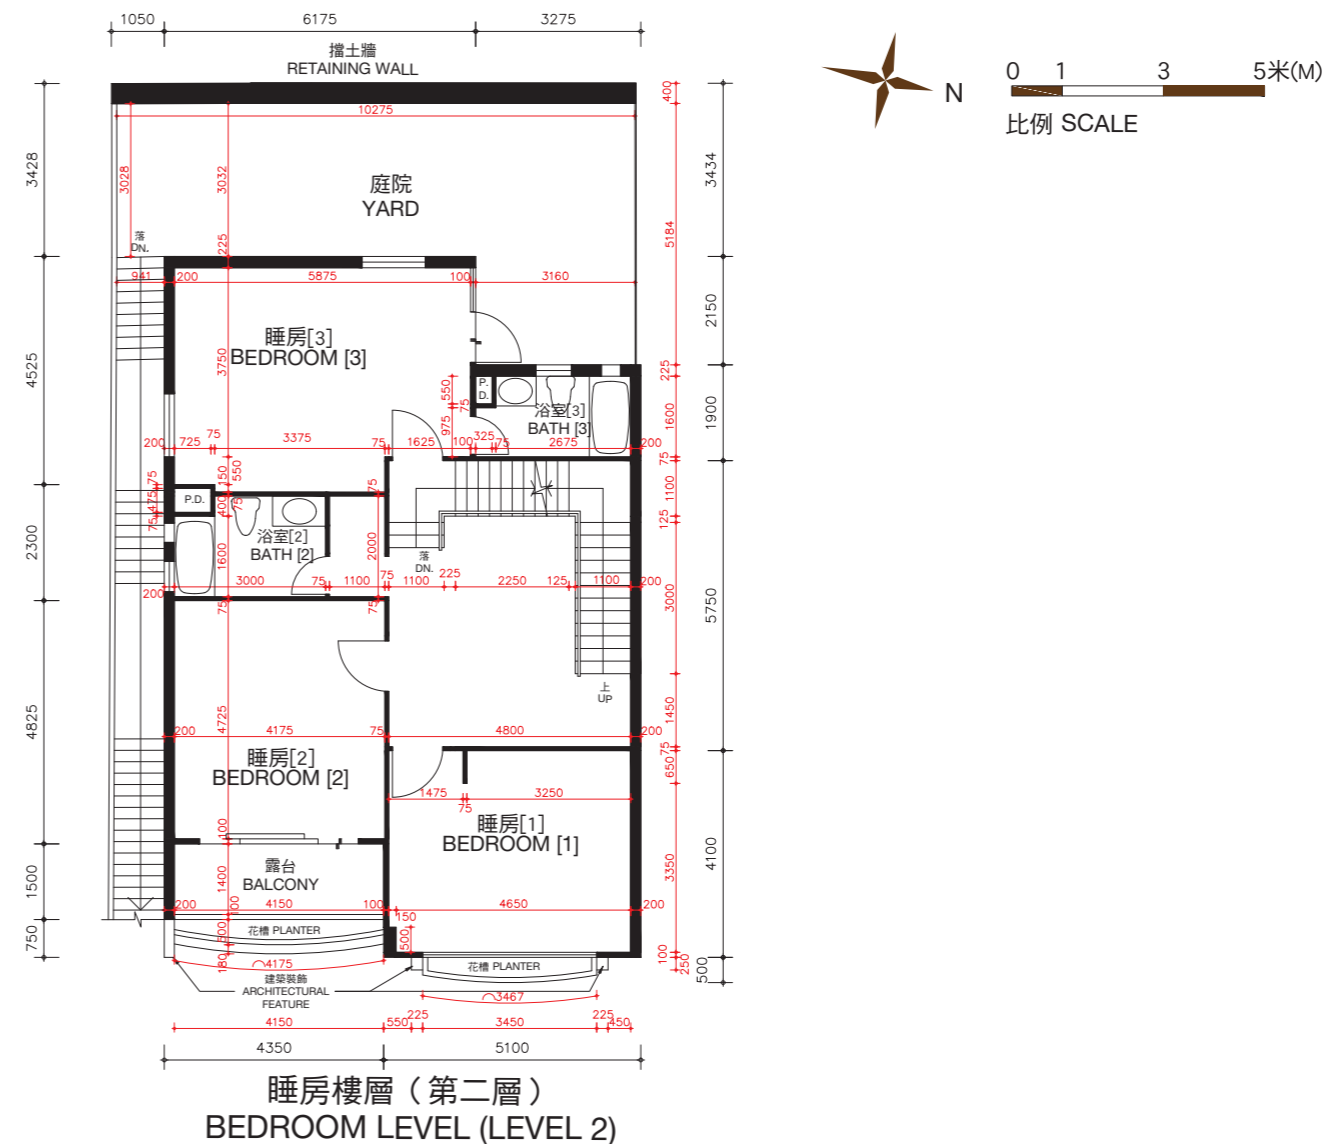 1050 6175 3275
擋土牆
RETAINING WALL
N
0 1 3 5米(M)
比例 SCALE
400
10275
3428
3028
3032
3434
5184
庭院
YARD
落
DN.
225
941 200 5875 100 3160
2150
睡房[3]
BEDROOM [3]
3750
4525
225
P.
D.
550
75
975
浴室[3]
BATH [3]
1600
1900
200 725 75 3375 75 1625 100 325 75 2675 200
75
150
550
75
475
75
P.D.
400
75
75
1100
125
浴室[2]
BATH [2]
1600
2000
2300
落
DN.
200 3000 75 1100 75 1100 225 2250 125 1100 200
3000
5750
75
75
上
UP
4825
4725
1450
200 4175 75 4800 200
睡房[2]
BEDROOM [2]
75
650
1475 75 3250
睡房[1]
BEDROOM [1]
100
3350
4100
露台
BALCONY
1500
1400
200 4150 100 4650 200
100
150
花槽 PLANTER
500
500
750
180
4175
花槽 PLANTER
100
250
500
建築裝飾
ARCHITECTURAL
FEATURE
3467
4150 550 225 3450 225 450
4350 5100
睡房樓層（第二層）
BEDROOM LEVEL (LEVEL 2)